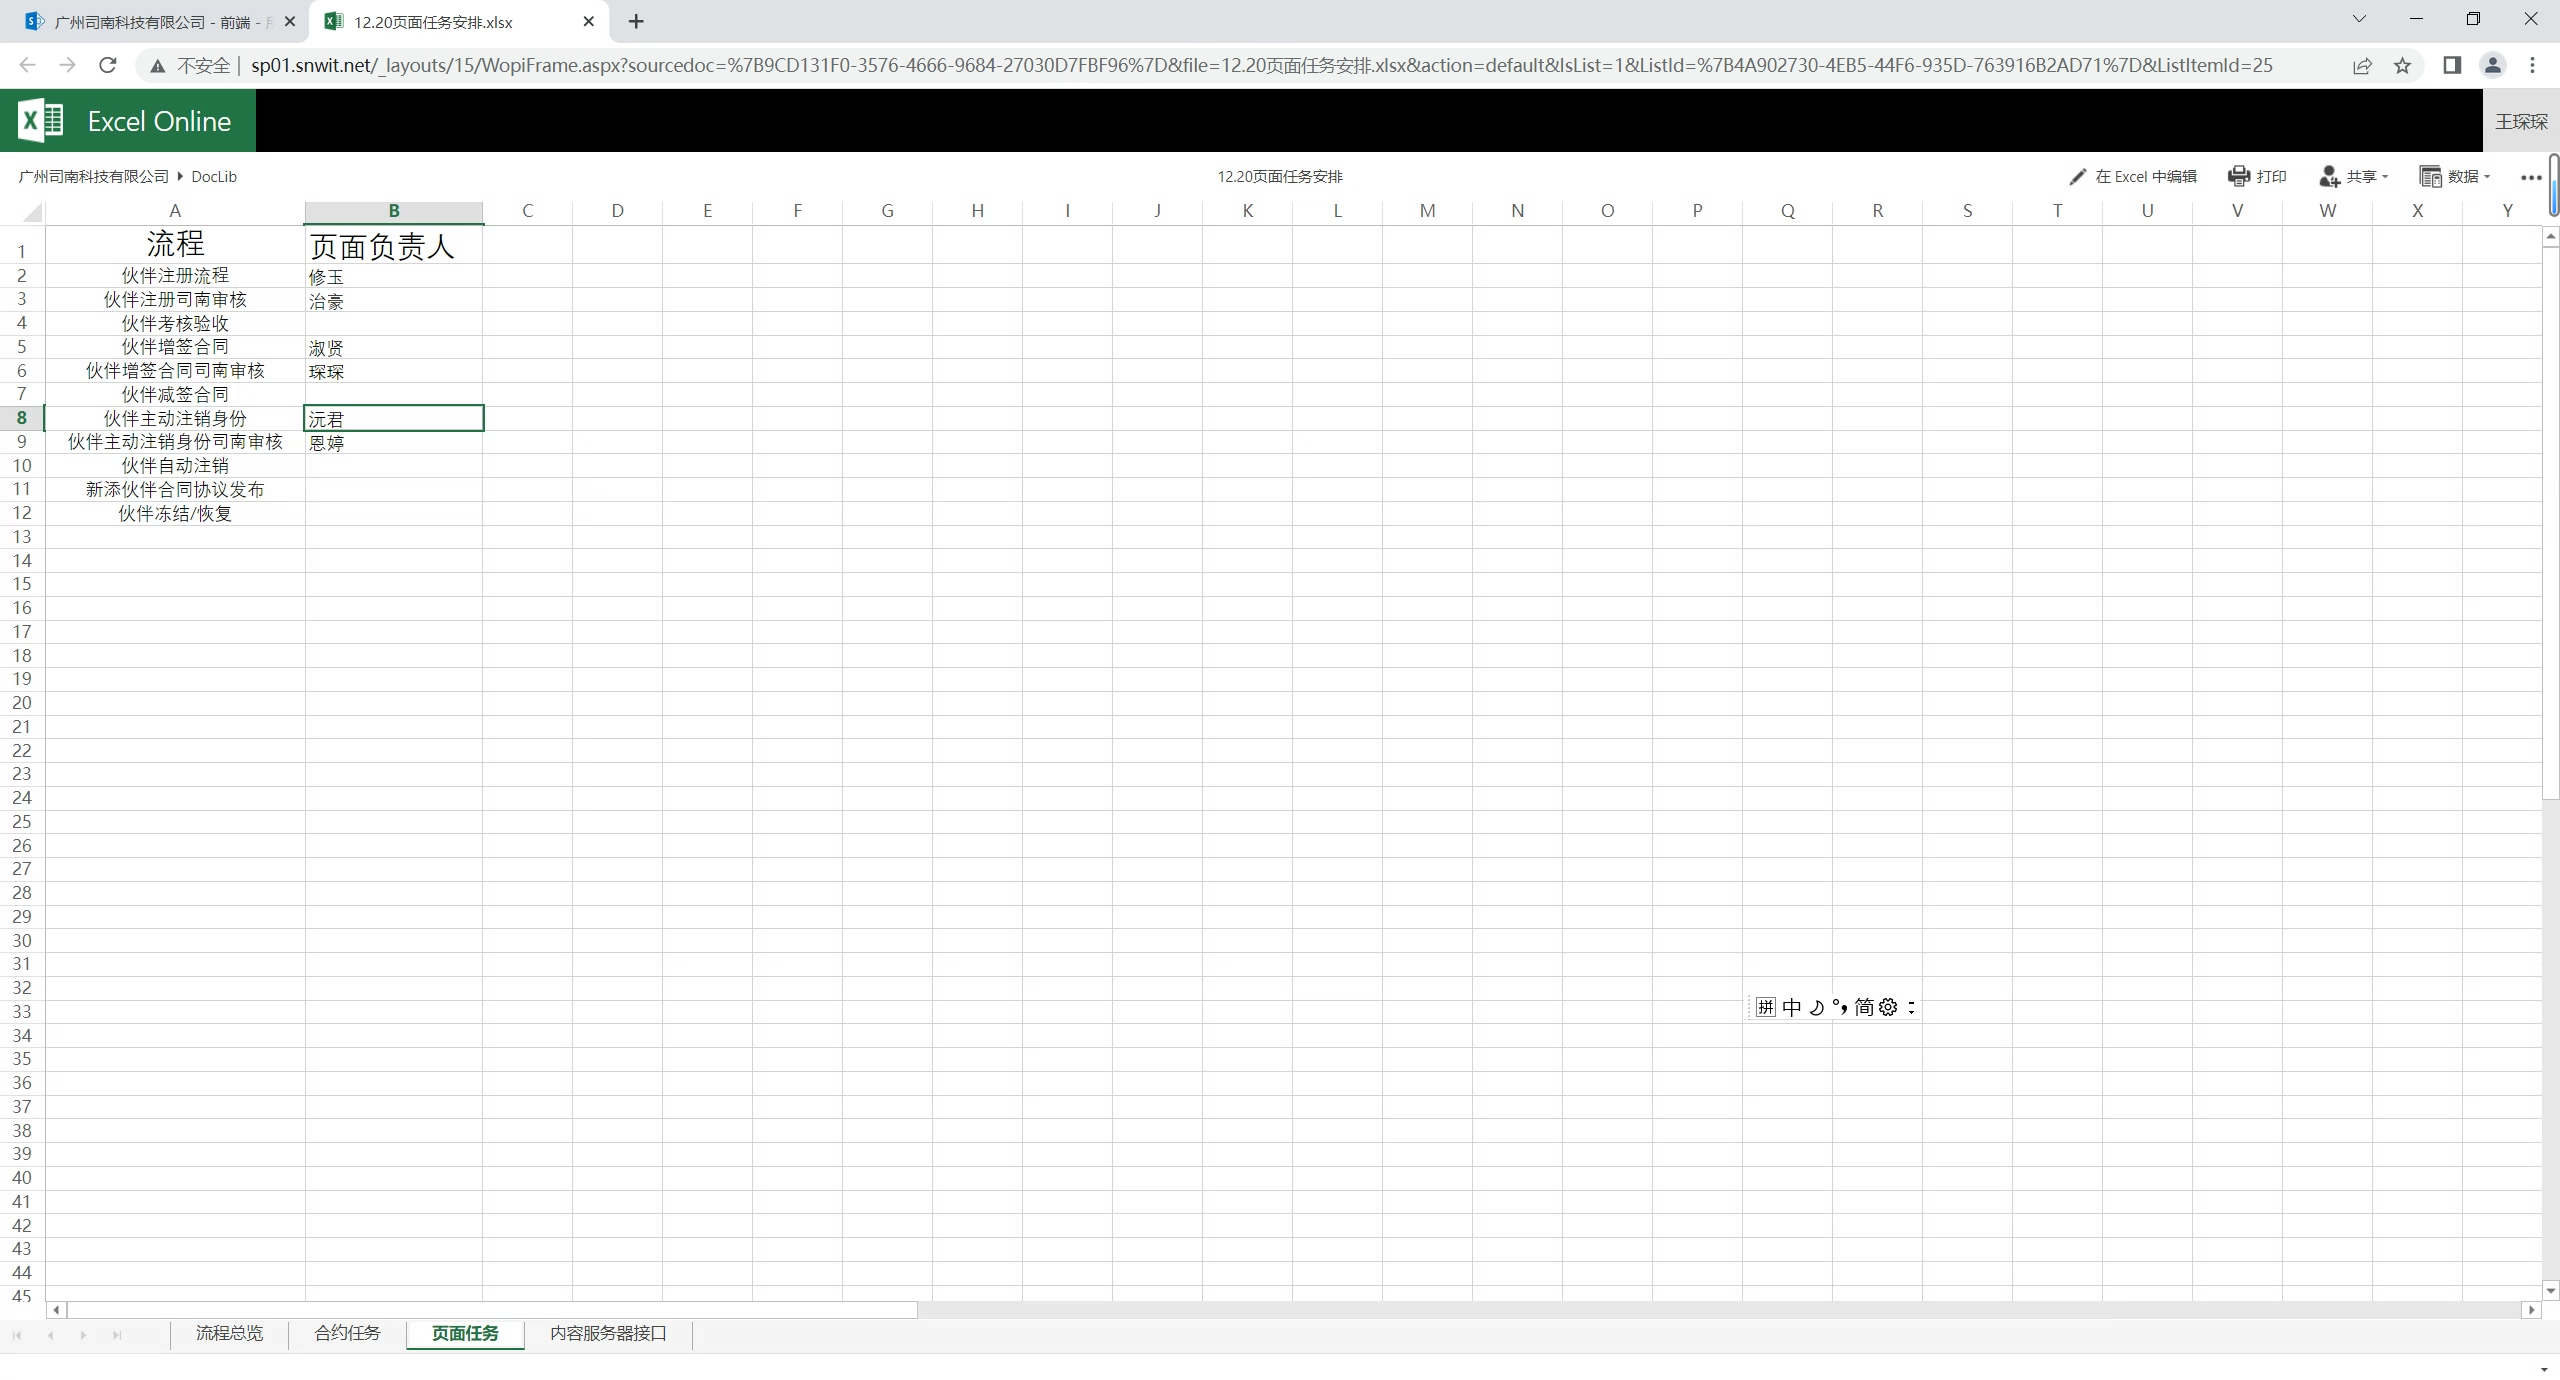 广州司南科技有限公司 - 前端 -
12.20页面任务安排.xlsx
不安全 | sp01.snwit.net/_layouts/15/WopiFrame.aspx?sourcedoc=%7B9CD131F0-3576-4666-9684-27030D7FBF96%7D&file=12.20页面任务安排.xlsx&action=default&IsList=1&ListId=%7B4A902730-4EB5-44F6-935D-763916B2AD71%7D&ListItemId=25
Excel Online
王琛琛
广州司南科技有限公司 DocLib
12.20页面任务安排
在 Excel 中编辑 打印 共享 数据
A B C D E F G H I J K L M N O P Q R S T U V W X Y
1 流程 页面负责人
2 伙伴注册流程 修玉
3 伙伴注册司南审核 治豪
4 伙伴考核验收
5 伙伴增签合同 淑贤
6 伙伴增签合同司南审核 琛琛
7 伙伴减签合同
8 伙伴主动注销身份 沅君
9 伙伴主动注销身份司南审核 恩婷
10 伙伴自动注销
11 新添伙伴合同协议发布
12 伙伴冻结/恢复
13
14
15
16
17
18
19
20
21
22
23
24
25
26
27
28
29
30
31
32
33
34
35
36
37
38
39
40
41
42
43
44
45
拼 中 简
流程总览 合约任务 页面任务 内容服务器接口